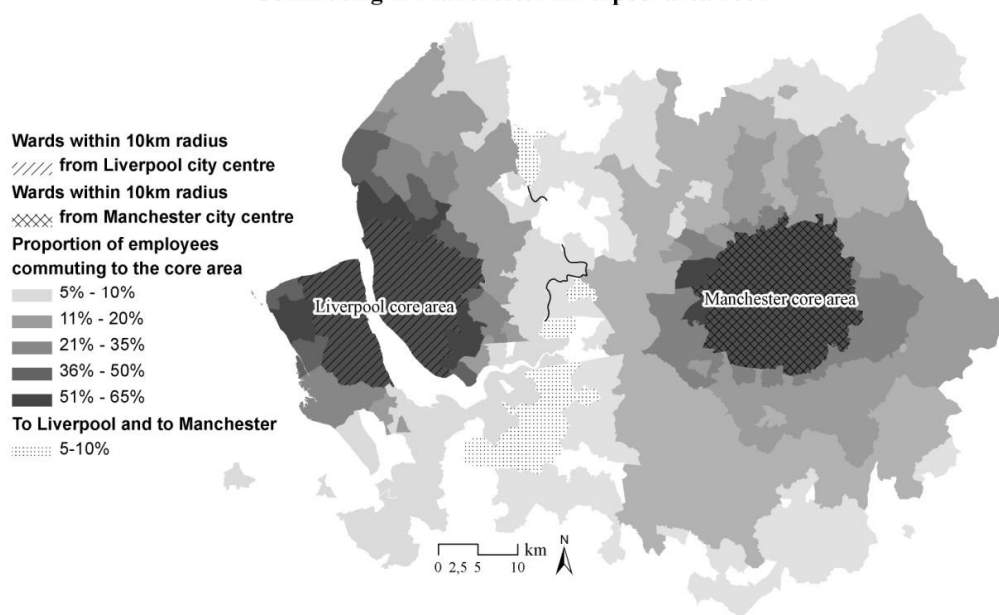 Wards within 10km radius
from Liverpool city centre
Wards within 10km radius
from Manchester city centre
Proportion of employees
commuting to the core area
5% - 10%
11% - 20%
21% - 35%
36% - 50%
51% - 65%
To Liverpool and to Manchester
5-10%
Liverpool core area
Manchester core area
km
0 2,5 5 10
N